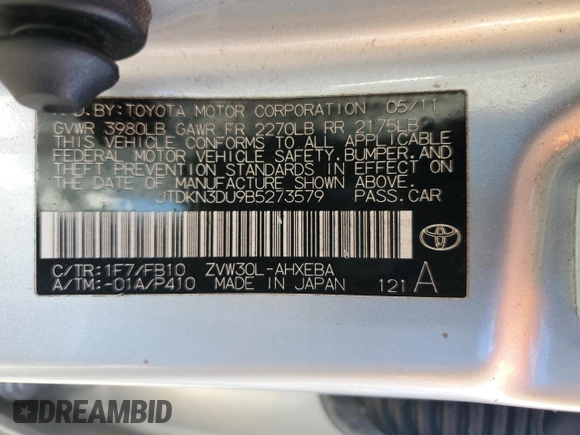 D.BY:TOYOTA MOTOR CORPORATION 05/11
GVWR 3980LB GAWR FR 2270LB RR 2175LB
THIS VEHICLE CONFORMS TO ALL APPLICABLE
FEDERAL MOTOR VEHICLE SAFETY,BUMPER,AND
THEFT PREVENTION STANDARDS IN EFFECT ON
THE DATE OF MANUFACTURE SHOWN ABOVE.
JTDKN3DU9B5273579 PASS.CAR
C/TR:1F7/FB10 ZVW30L-AHXEBA
A/TM:-01A/P410 MADE IN JAPAN 121 A
DREAMBID